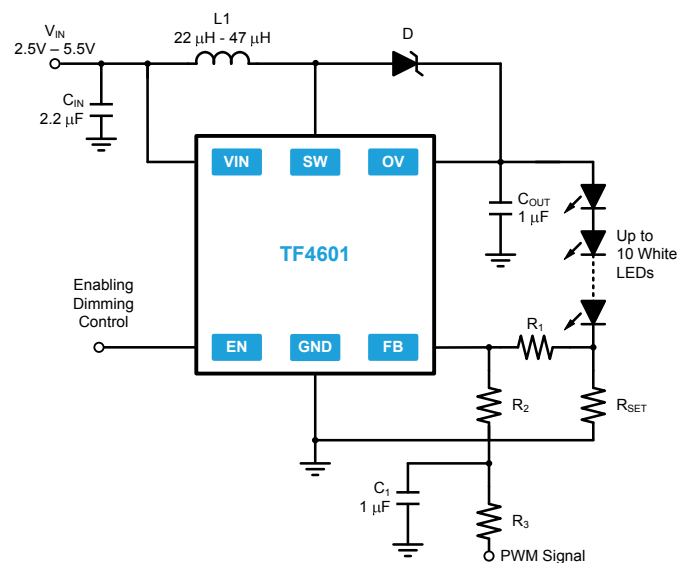 VIN
2.5V – 5.5V
L1
22 μH - 47 μH
D
CIN
2.2 μF
VIN
SW
OV
COUT
1 μF
TF4601
Up to
10 White
LEDs
Enabling
Dimming
Control
EN
GND
FB
R1
R2
RSET
C1
1 μF
R3
PWM Signal